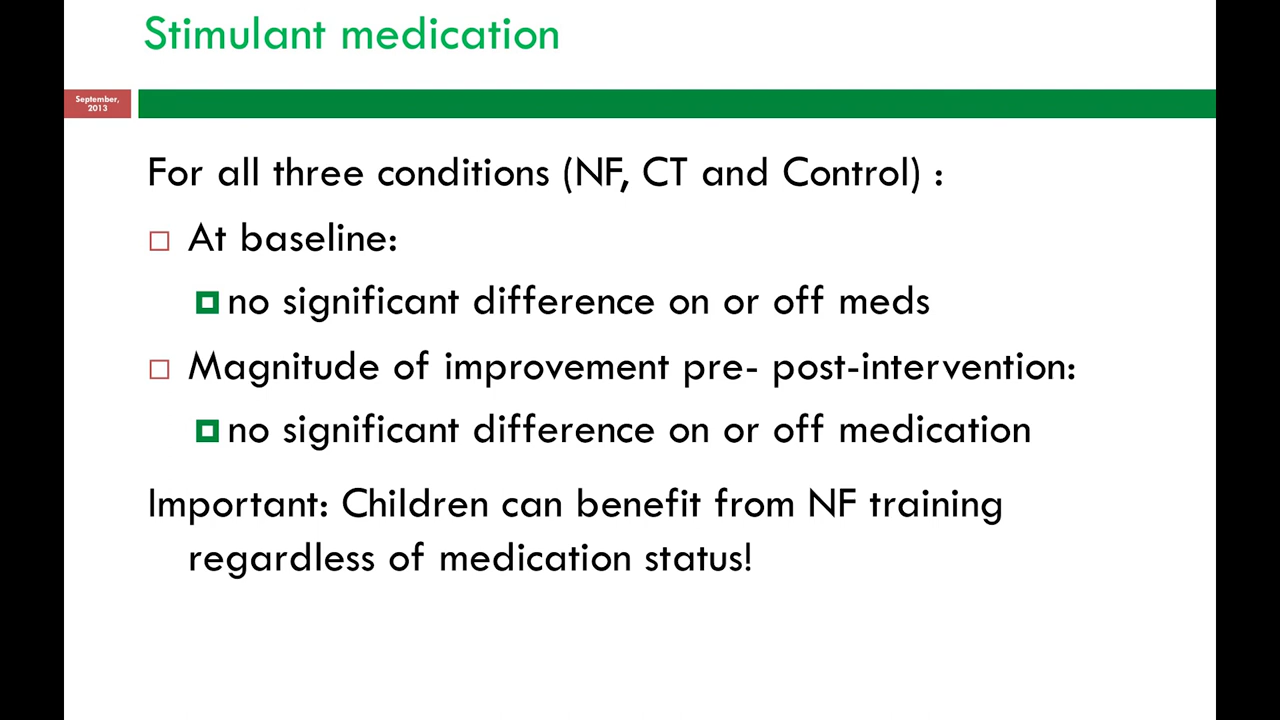 Stimulant medication
September,
2013
For all three conditions (NF, CT and Control) :
At baseline:
no significant difference on or off meds
Magnitude of improvement pre- post-intervention:
no significant difference on or off medication
Important: Children can benefit from NF training
regardless of medication status!